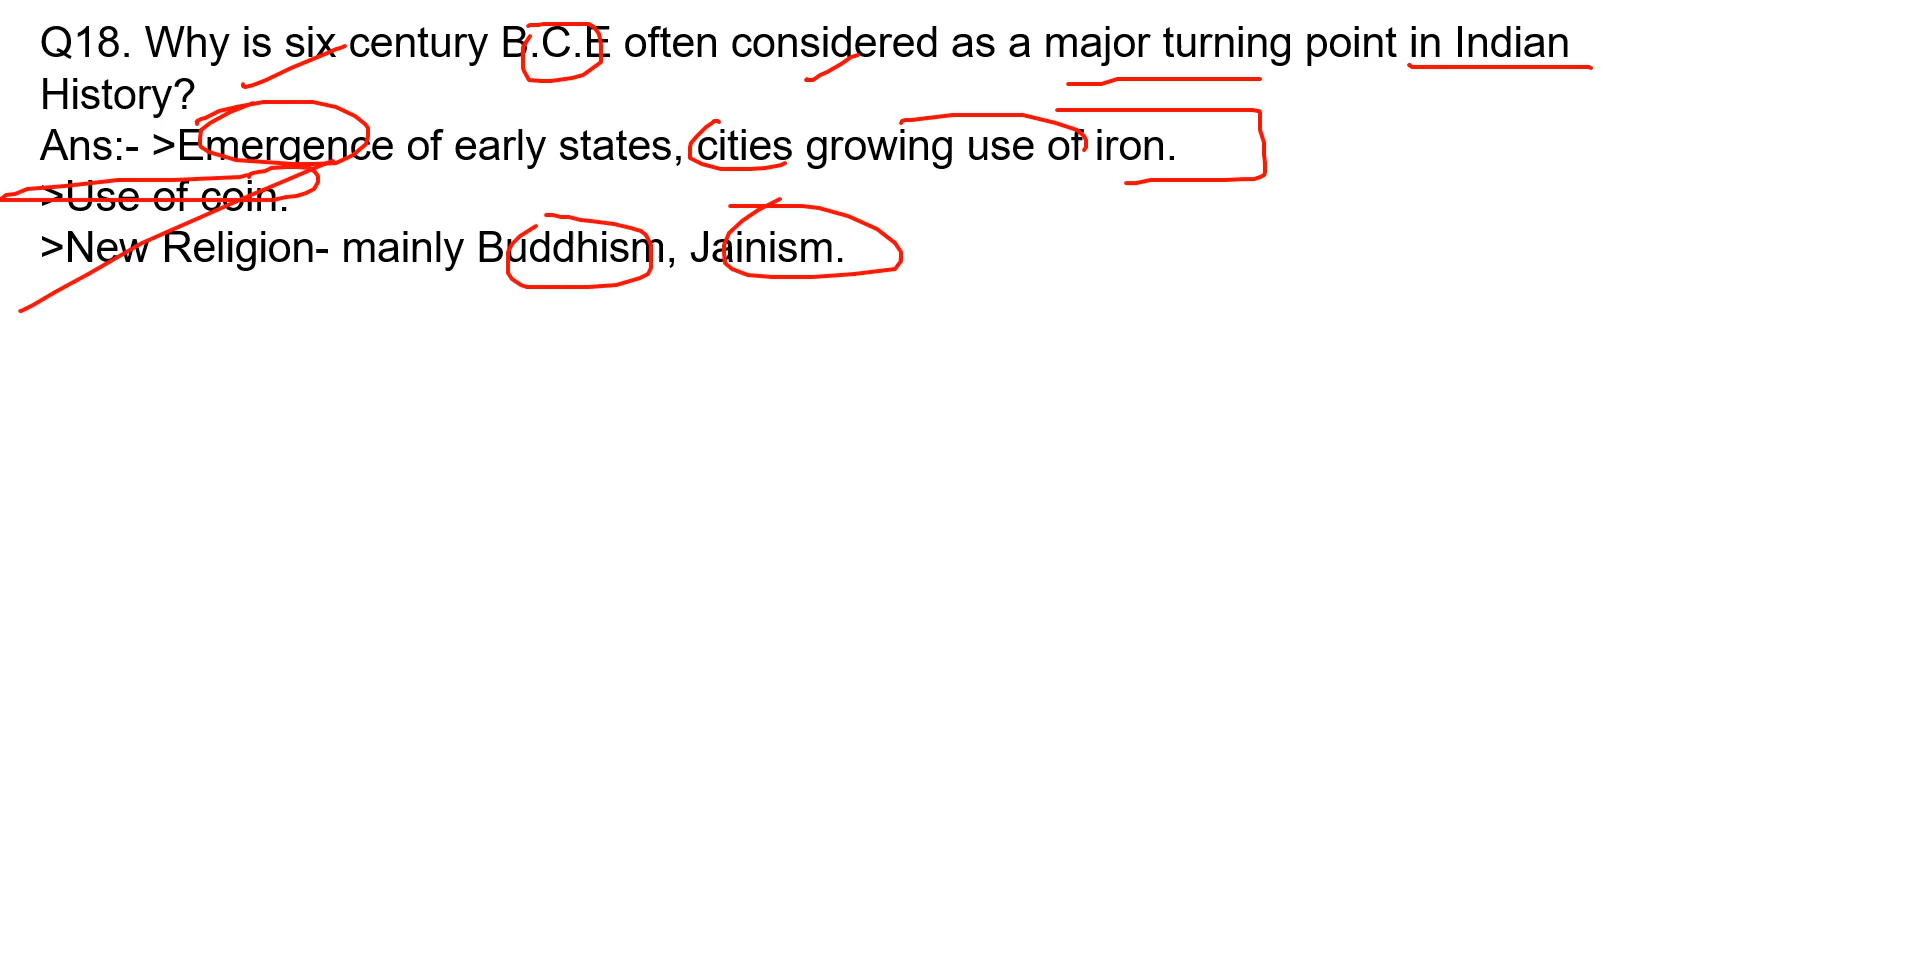 Q18. Why is six century B.C.E often considered as a major turning point in Indian
History?
Ans:- >Emergence of early states, cities growing use of iron.
>Use of coin.
>New Religion- mainly Buddhism, Jainism.